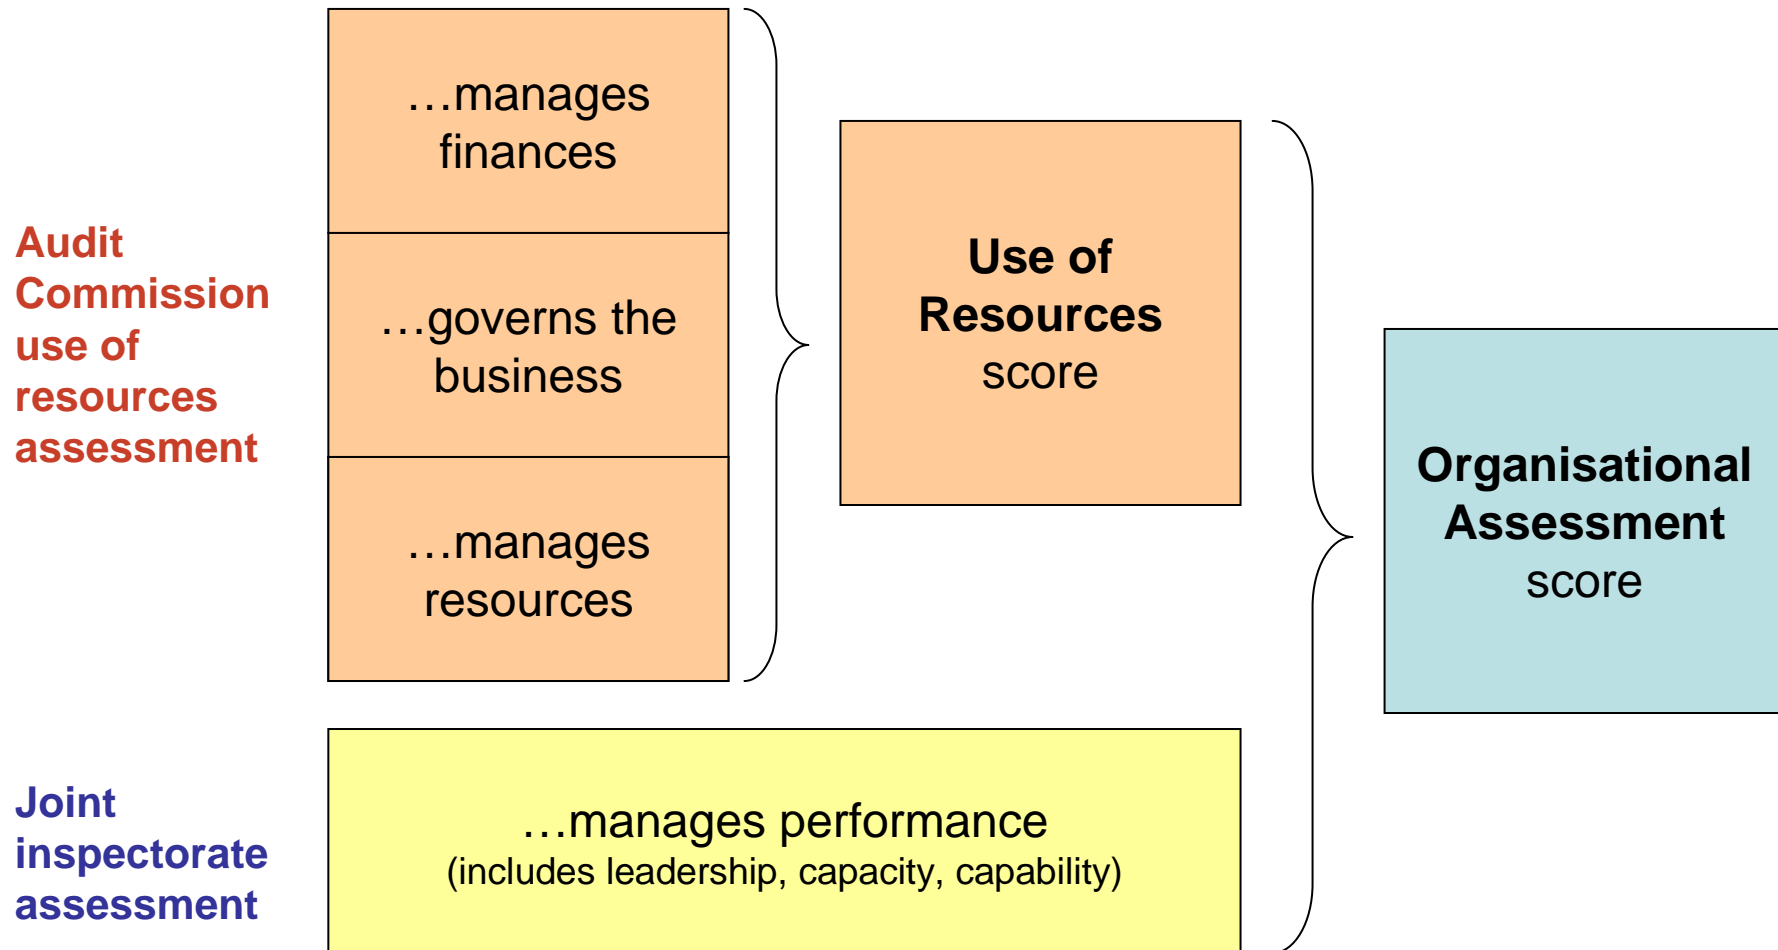 Audit
Commission
use of
resources
assessment
…manages
finances
…governs the
business
…manages
resources
Use of
Resources
score
Organisational
Assessment
score
Joint
inspectorate
assessment
…manages performance
(includes leadership, capacity, capability)